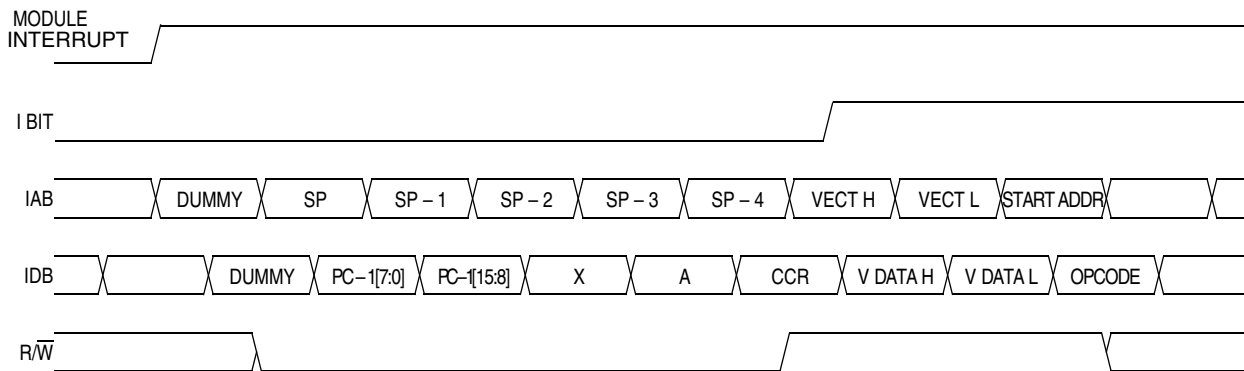 MODULE
INTERRUPT
I BIT
IAB DUMMY SP SP – 1 SP – 2 SP – 3 SP – 4 VECT H VECT L START ADDR
IDB DUMMY PC – 1[7:0] PC–1[15:8] X A CCR V DATA H V DATA L OPCODE
R/W̅